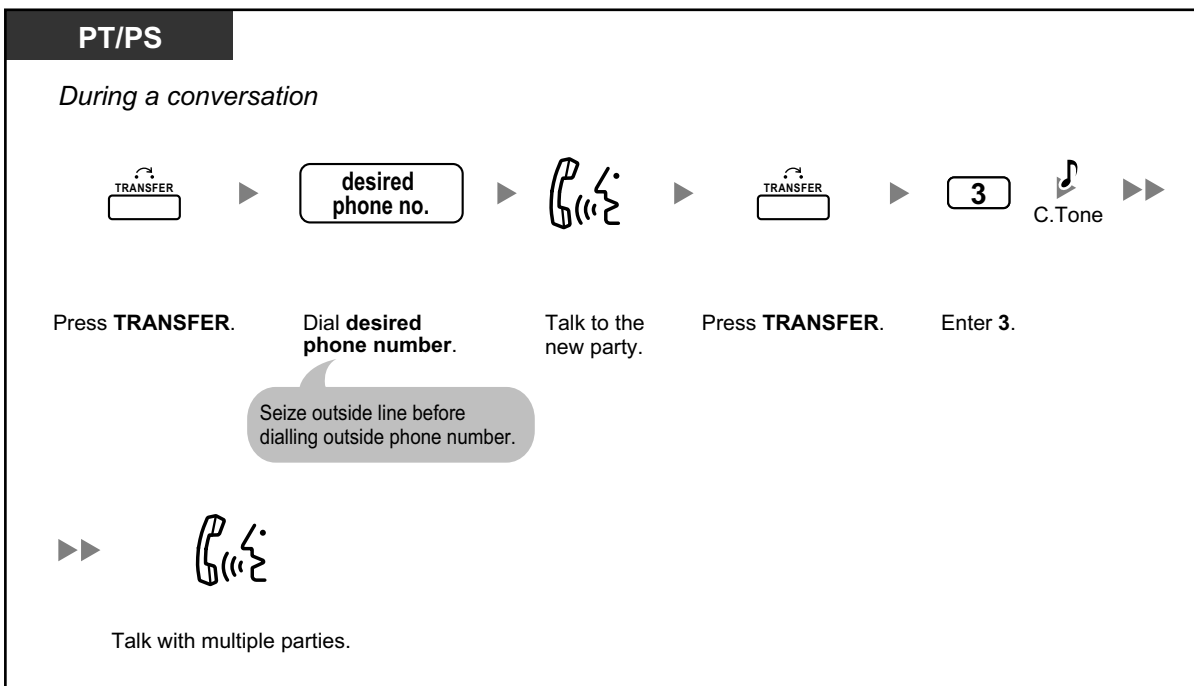 PT/PS
During a conversation
TRANSFER
desired
phone no.
TRANSFER
3
C.Tone
Press TRANSFER.
Dial desired
phone number.
Talk to the
new party.
Press TRANSFER.
Enter 3.
Seize outside line before
dialling outside phone number.
Talk with multiple parties.